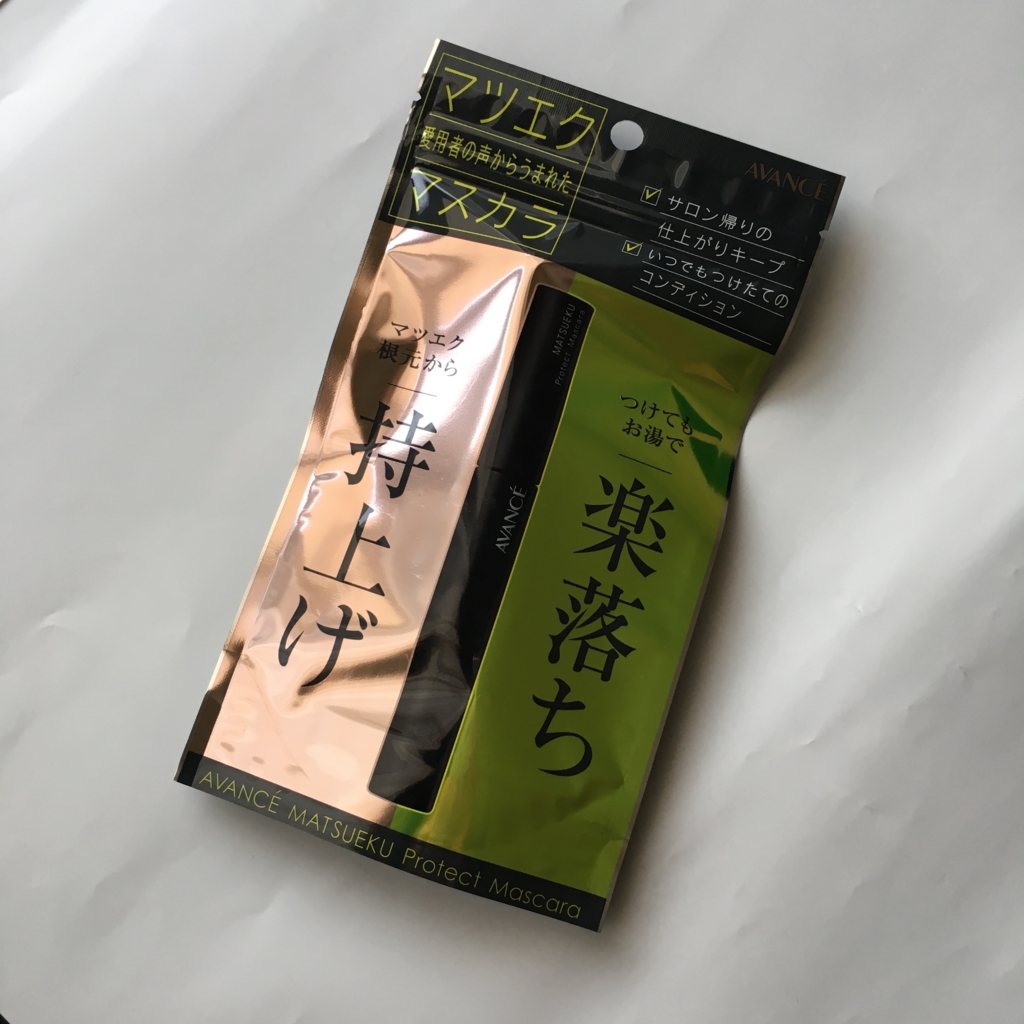 マツエク
愛用者の声からうまれた
マスカラ
AVANCE
サロン帰りの
仕上がりキープ
いつでもつけたての
コンディション
マツエク
根元から
持上げ
MATSUEKU
Protect Mascara
AVANCÉ
つけても
お湯で
楽落ち
AVANCÉ MATSUEKU Protect Mascara